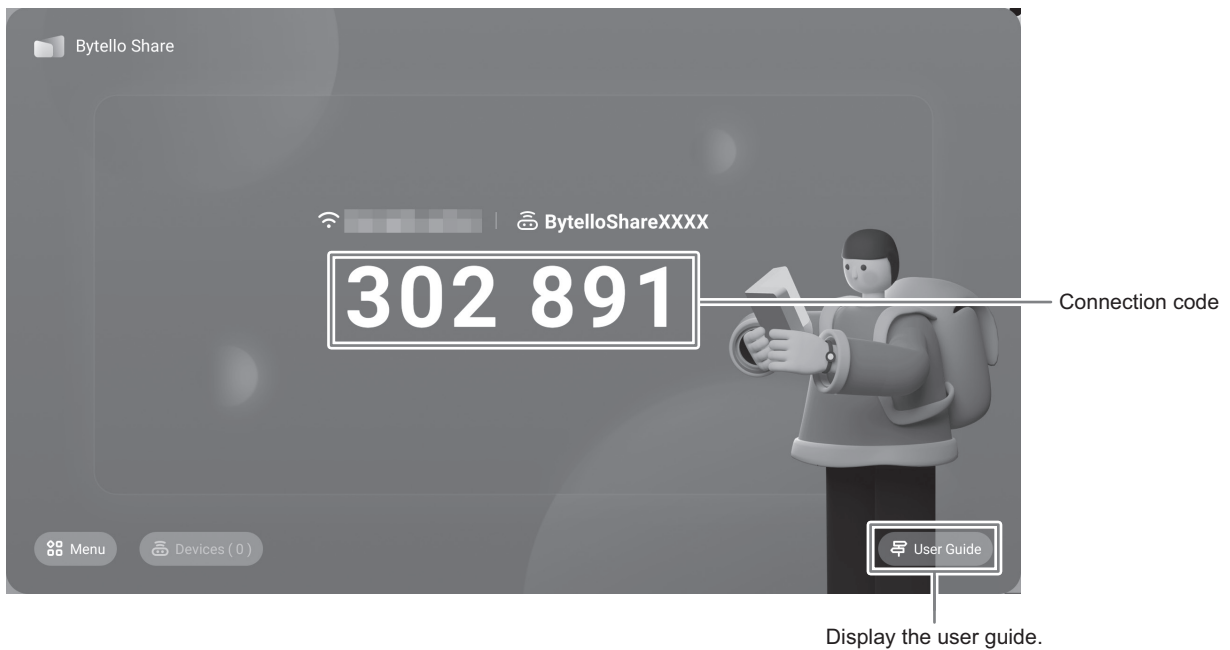 Bytello Share
BytelloShareXXXX
302 891
Connection code
Menu
Devices ( 0 )
User Guide
Display the user guide.